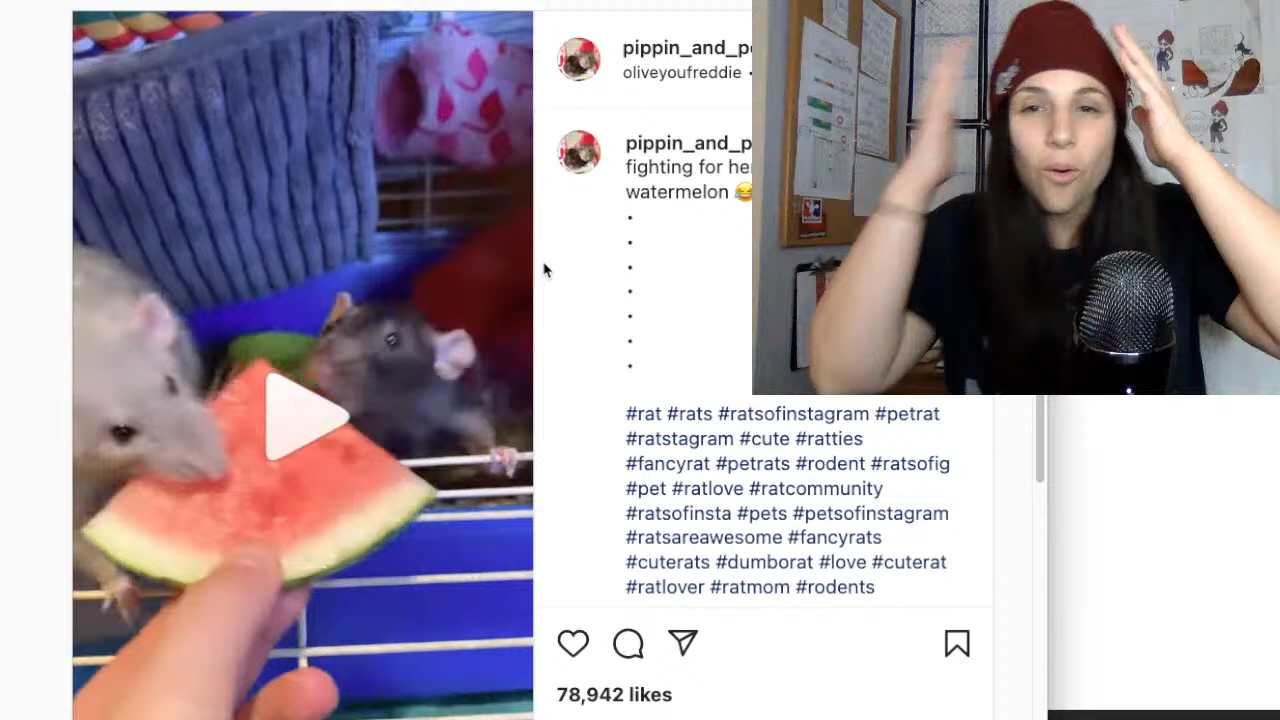 pippin_and_p
oliveyoufreddie •
pippin_and_p
fighting for he
watermelon 😂
.
.
.
.
.
.
.
#rat #rats #ratsofinstagram #petrat
#ratstagram #cute #ratties
#fancyrat #petrats #rodent #ratsofig
#pet #ratlove #ratcommunity
#ratsofinsta #pets #petsofinstagram
#ratsareawesome #fancyrats
#cuterats #dumborat #love #cuterat
#ratlover #ratmom #rodents
78,942 likes